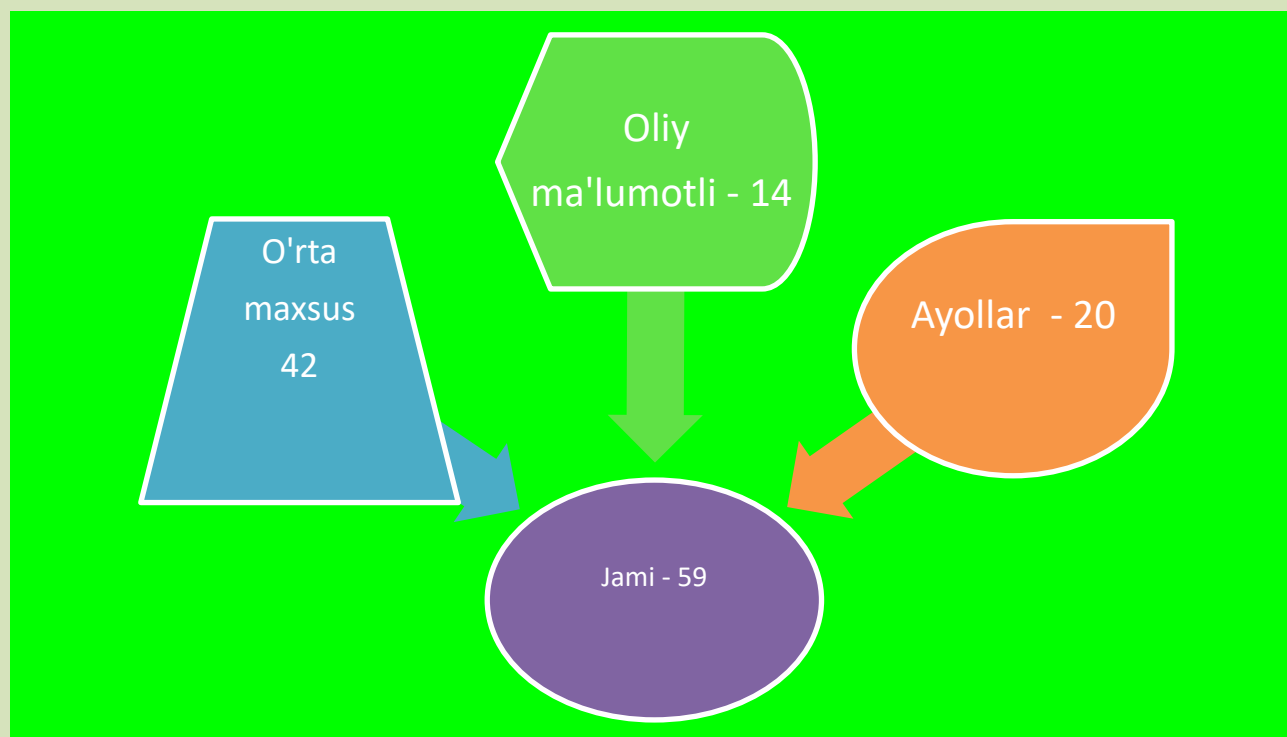 Oliy
ma'lumotli - 14
O'rta
maxsus
42
Ayollar  - 20
Jami - 59